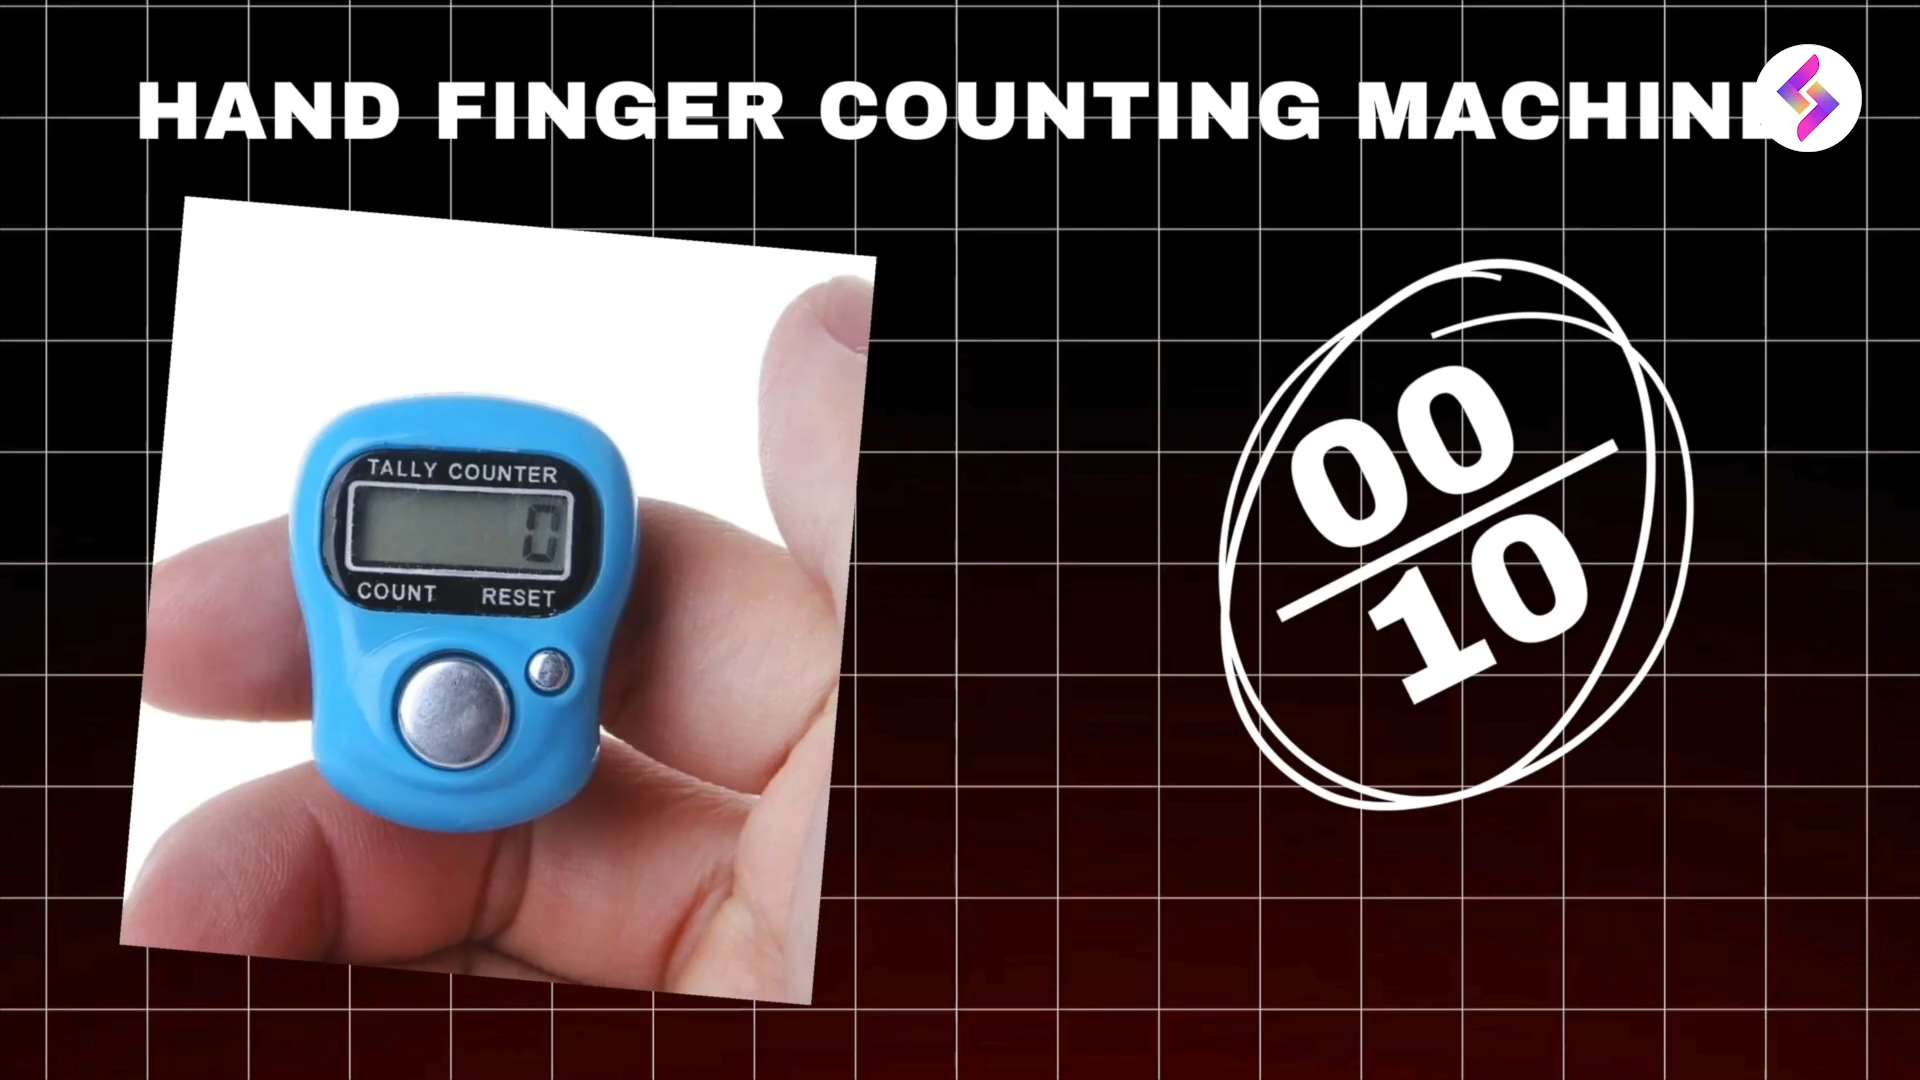 HAND FINGER COUNTING MACHINE
TALLY COUNTER
0
COUNT RESET
00
10